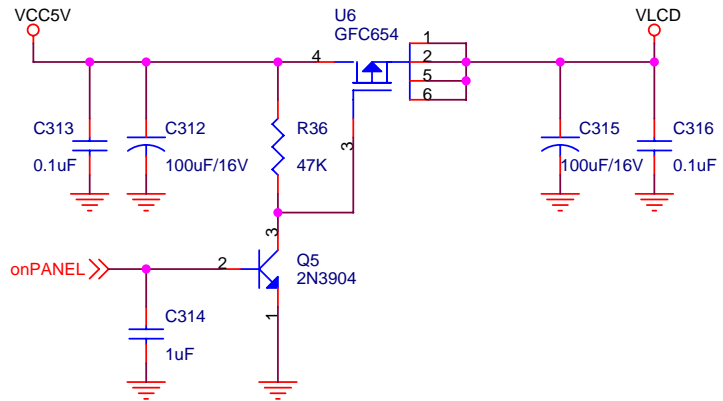 VCC5V
U6
GFC654
VLCD
4
1
2
5
6
3
C313
0.1uF
C312
100uF/16V
R36
47K
C315
100uF/16V
C316
0.1uF
3
onPANEL
2
Q5
2N3904
1
C314
1uF